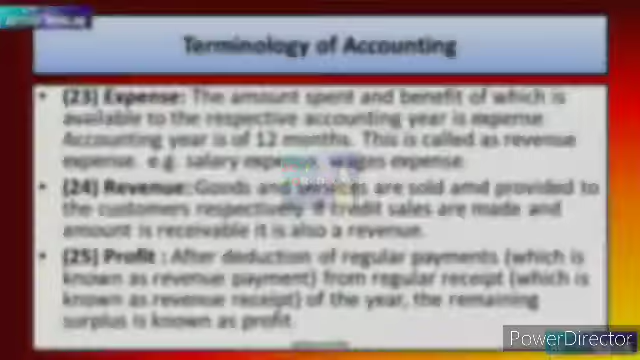 Terminology of Accounting
• (23) Expense: The amount spent and benefit of which is
available to the respective accounting year is expense
Accounting year is of 12 months. This is called as revenue
expense. e.g. salary expense, wages expense
• (24) Revenue: Goods and services are sold amd provided to
the customers respectively. If credit sales are made and
amount is receivable it is also a revenue.
• (25) Profit : After deduction of regular payments (which is
known as revenue payment) from regular receipt (which is
known as revenue receipt) of the year, the remaining
surplus is known as profit.
PowerDirector